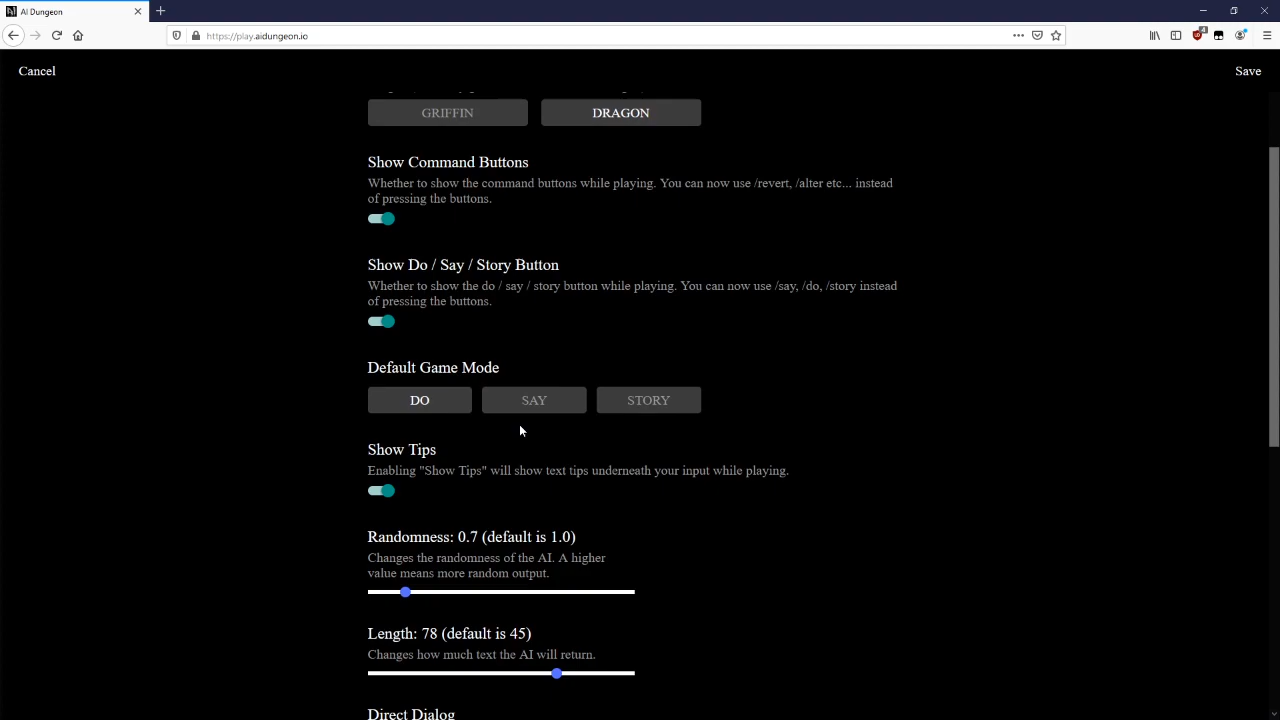 AI Dungeon
https://play.aidungeon.io
Cancel
Save
GRIFFIN
DRAGON
Show Command Buttons
Whether to show the command buttons while playing. You can now use /revert, /alter etc... instead
of pressing the buttons.
Show Do / Say / Story Button
Whether to show the do / say / story button while playing. You can now use /say, /do, /story instead
of pressing the buttons.
Default Game Mode
DO
SAY
STORY
Show Tips
Enabling "Show Tips" will show text tips underneath your input while playing.
Randomness: 0.7 (default is 1.0)
Changes the randomness of the AI. A higher
value means more random output.
Length: 78 (default is 45)
Changes how much text the AI will return.
Direct Dialog